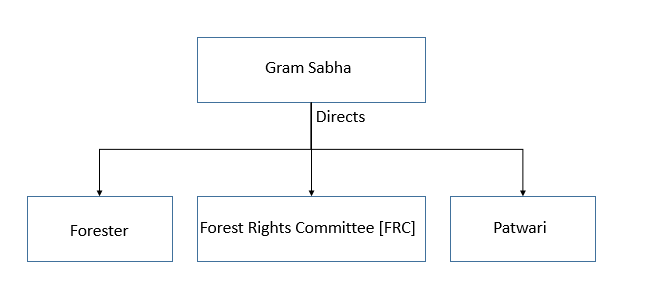 Gram Sabha
Directs
Forester
Forest Rights Committee [FRC]
Patwari